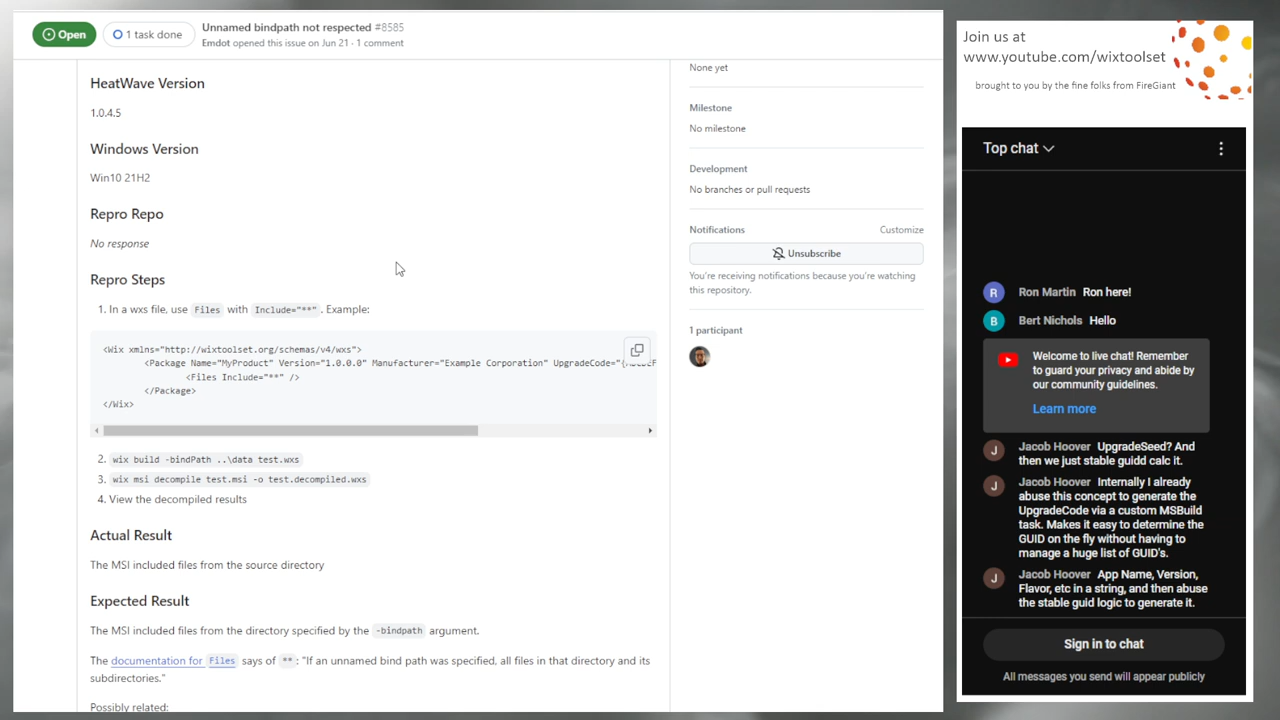 Open
1 task done
Unnamed bindpath not respected #8585
Emdot opened this issue on Jun 21 · 1 comment
HeatWave Version
1.0.4.5
Windows Version
Win10 21H2
Repro Repo
No response
Repro Steps
1. In a wxs file, use Files with Include="**". Example:
<Wix xmlns="http://wixtoolset.org/schemas/v4/wxs">
<Package Name="MyProduct" Version="1.0.0.0" Manufacturer="Example Corporation" UpgradeCode="
<Files Include="**" />
</Package>
</Wix>
2. wix build -bindPath ..\data test.wxs
3. wix msi decompile test.msi -o test.decompiled.wxs
4. View the decompiled results
Actual Result
The MSI included files from the source directory
Expected Result
The MSI included files from the directory specified by the -bindpath argument.
The documentation for Files says of **: "If an unnamed bind path was specified, all files in that directory and its
subdirectories."
Possibly related:
None yet
Milestone
No milestone
Development
No branches or pull requests
Notifications
Customize
Unsubscribe
You're receiving notifications because you're watching
this repository.
1 participant
Join us at
www.youtube.com/wixtoolset
brought to you by the fine folks from FireGiant
Top chat
R Ron Martin Ron here!
B Bert Nichols Hello
Welcome to live chat! Remember
to guard your privacy and abide by
our community guidelines.
Learn more
J Jacob Hoover UpgradeSeed? And
then we just stable guidd calc it.
J Jacob Hoover Internally I already
abuse this concept to generate the
UpgradeCode via a custom MSBuild
task. Makes it easy to determine the
GUID on the fly without having to
manage a huge list of GUID's.
J Jacob Hoover App Name, Version,
Flavor, etc in a string, and then abuse
the stable guid logic to generate it.
Sign in to chat
All messages you send will appear publicly